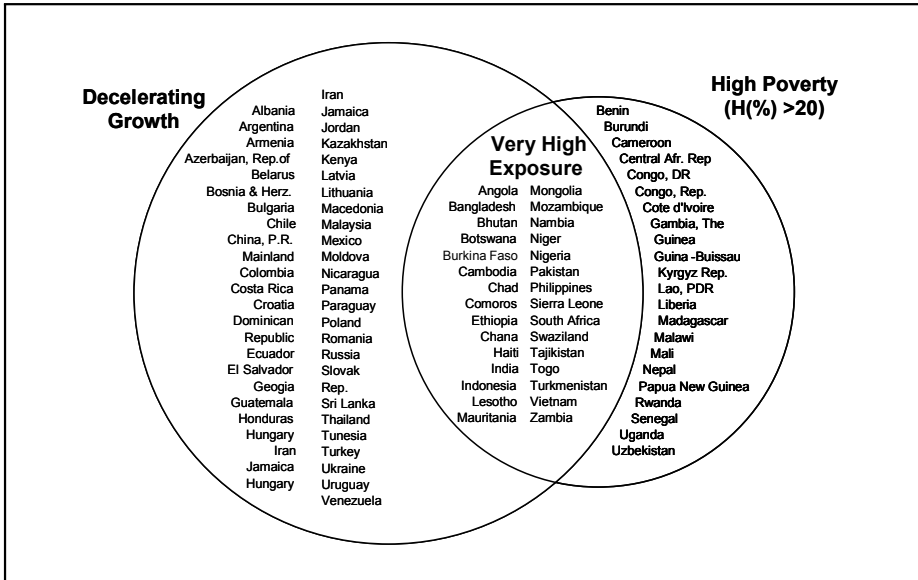 Decelerating
Growth
Albania
Argentina
Armenia
Azerbaijan, Rep.of
Belarus
Bosnia & Herz.
Bulgaria
Chile
China, P.R.
Mainland
Colombia
Costa Rica
Croatia
Dominican
Republic
Ecuador
El Salvador
Geogia
Guatemala
Honduras
Hungary
Iran
Jamaica
Hungary
Iran
Jamaica
Jordan
Kazakhstan
Kenya
Latvia
Lithuania
Macedonia
Malaysia
Mexico
Moldova
Nicaragua
Panama
Paraguay
Poland
Romania
Russia
Slovak
Rep.
Sri Lanka
Thailand
Tunesia
Turkey
Ukraine
Uruguay
Venezuela
Very High
Exposure
Angola
Bangladesh
Bhutan
Botswana
Burkina Faso
Cambodia
Chad
Comoros
Ethiopia
Chana
Haiti
India
Indonesia
Lesotho
Mauritania
Mongolia
Mozambique
Nambia
Niger
Nigeria
Pakistan
Philippines
Sierra Leone
South Africa
Swaziland
Tajikistan
Togo
Turkmenistan
Vietnam
Zambia
High Poverty
(H(%) >20)
Benin
Burundi
Cameroon
Central Afr. Rep
Congo, DR
Congo, Rep.
Cote d'Ivoire
Gambia, The
Guinea
Guina -Buissau
Kyrgyz Rep.
Lao, PDR
Liberia
Madagascar
Malawi
Mali
Nepal
Papua New Guinea
Rwanda
Senegal
Uganda
Uzbekistan